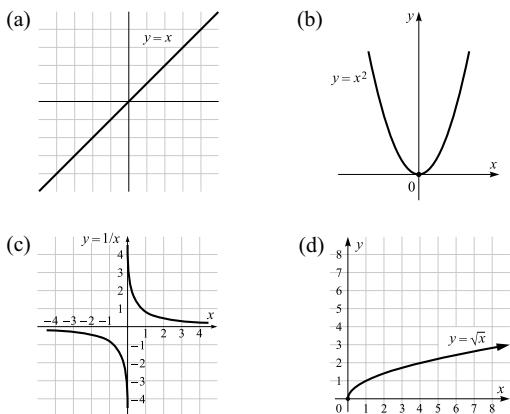 (a)
y = x
(b)
y
y = x²
x
0
(c)
y = 1/x
4
3
2
1
x
−4 −3 −2 −1
1 2 3 4
−1
−2
−3
−4
(d)
y
8
7
6
5
4
3
2
1
0
y = √x
x
1 2 3 4 5 6 7 8